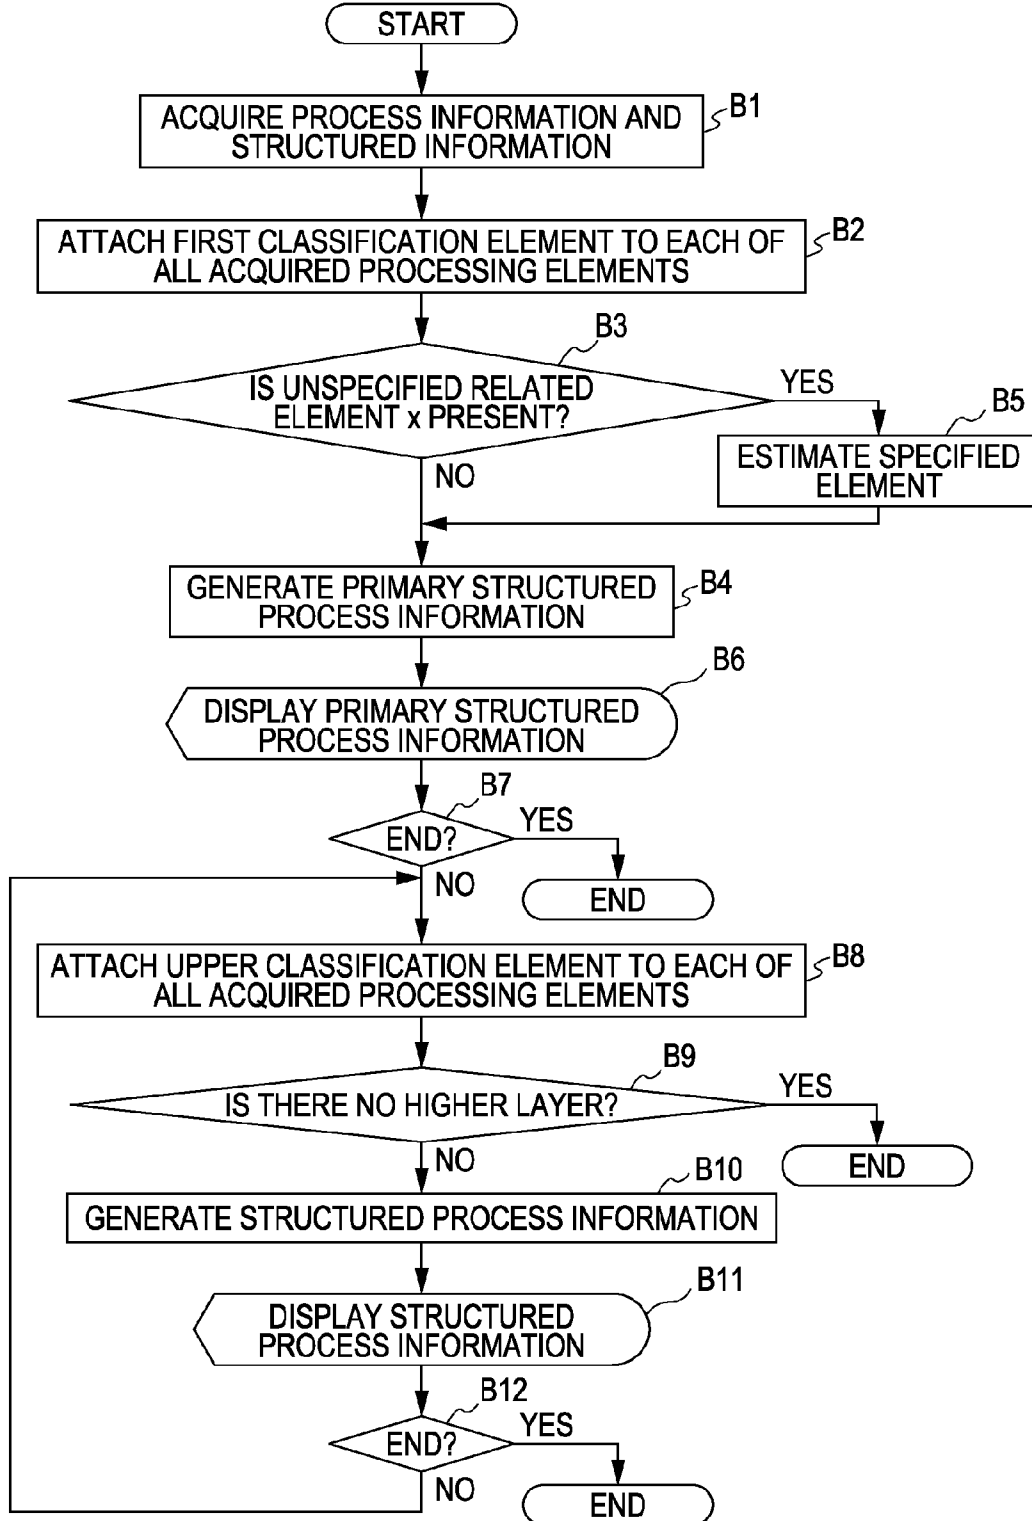 START
ACQUIRE PROCESS INFORMATION AND
STRUCTURED INFORMATION
B1
ATTACH FIRST CLASSIFICATION ELEMENT TO EACH OF
ALL ACQUIRED PROCESSING ELEMENTS
B2
B3
IS UNSPECIFIED RELATED
ELEMENT x PRESENT?
YES
NO
B5
ESTIMATE SPECIFIED
ELEMENT
GENERATE PRIMARY STRUCTURED
PROCESS INFORMATION
B4
B6
DISPLAY PRIMARY STRUCTURED
PROCESS INFORMATION
B7
END?
YES
NO
END
ATTACH UPPER CLASSIFICATION ELEMENT TO EACH OF
ALL ACQUIRED PROCESSING ELEMENTS
B8
B9
IS THERE NO HIGHER LAYER?
YES
NO
END
B10
GENERATE STRUCTURED PROCESS INFORMATION
B11
DISPLAY STRUCTURED
PROCESS INFORMATION
B12
END?
YES
NO
END